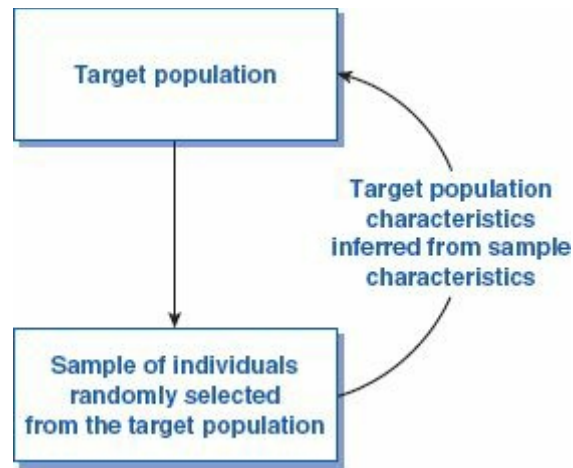 Target population
Target population
characteristics
inferred from sample
characteristics
Sample of individuals
randomly selected
from the target population